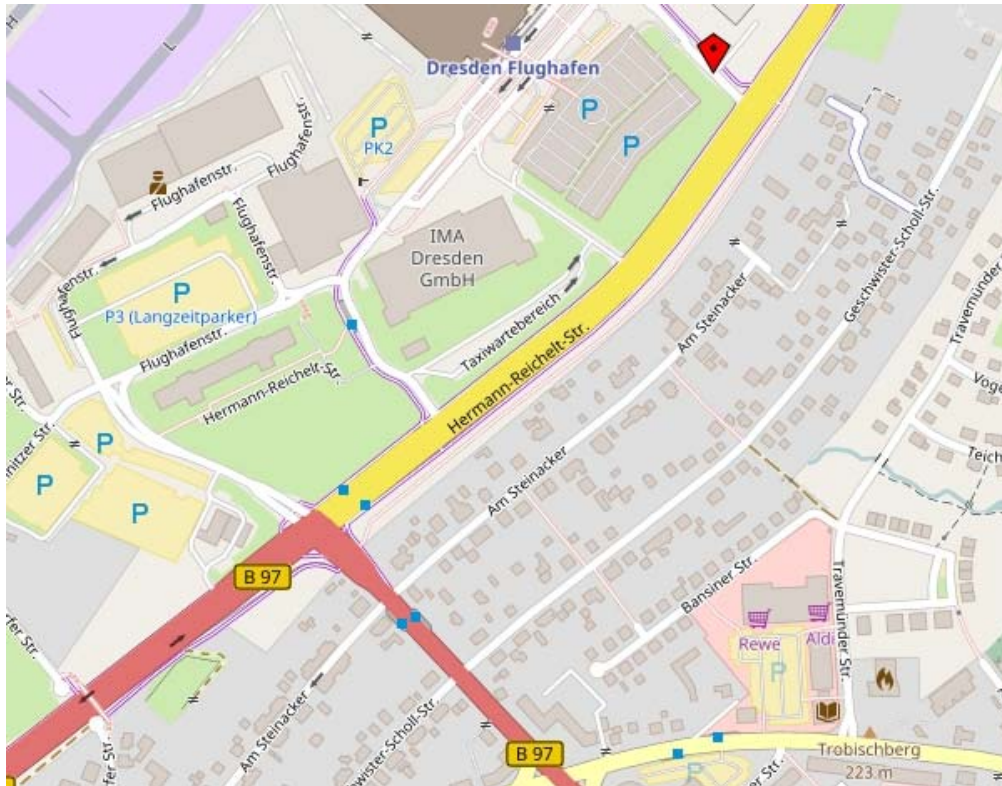 H
L
Dresden Flughafen
P
P
P
PK2
Flughafenstr.
Flughafenstr.
Flughafenstr.
Flughafenstr.
IMA
Dresden
GmbH
P
P3 (Langzeitparker)
Flughafenstr.
Taxiwartebereich
Hermann-Reichelt-Str.
Hermann-Reichelt-Str.
Geschwister-Scholl-Str.
Am Steinacker
P
P
P
Am Steinacker
Bansiner Str.
B 97
Travemünder Str.
Rewe
Aldi
P
Am Steinacker
B 97
Trobischberg
223 m
P